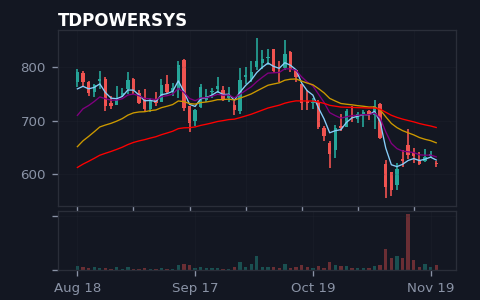 TDPOWERSYS
800
700
600
Aug 18
Sep 17
Oct 19
Nov 19